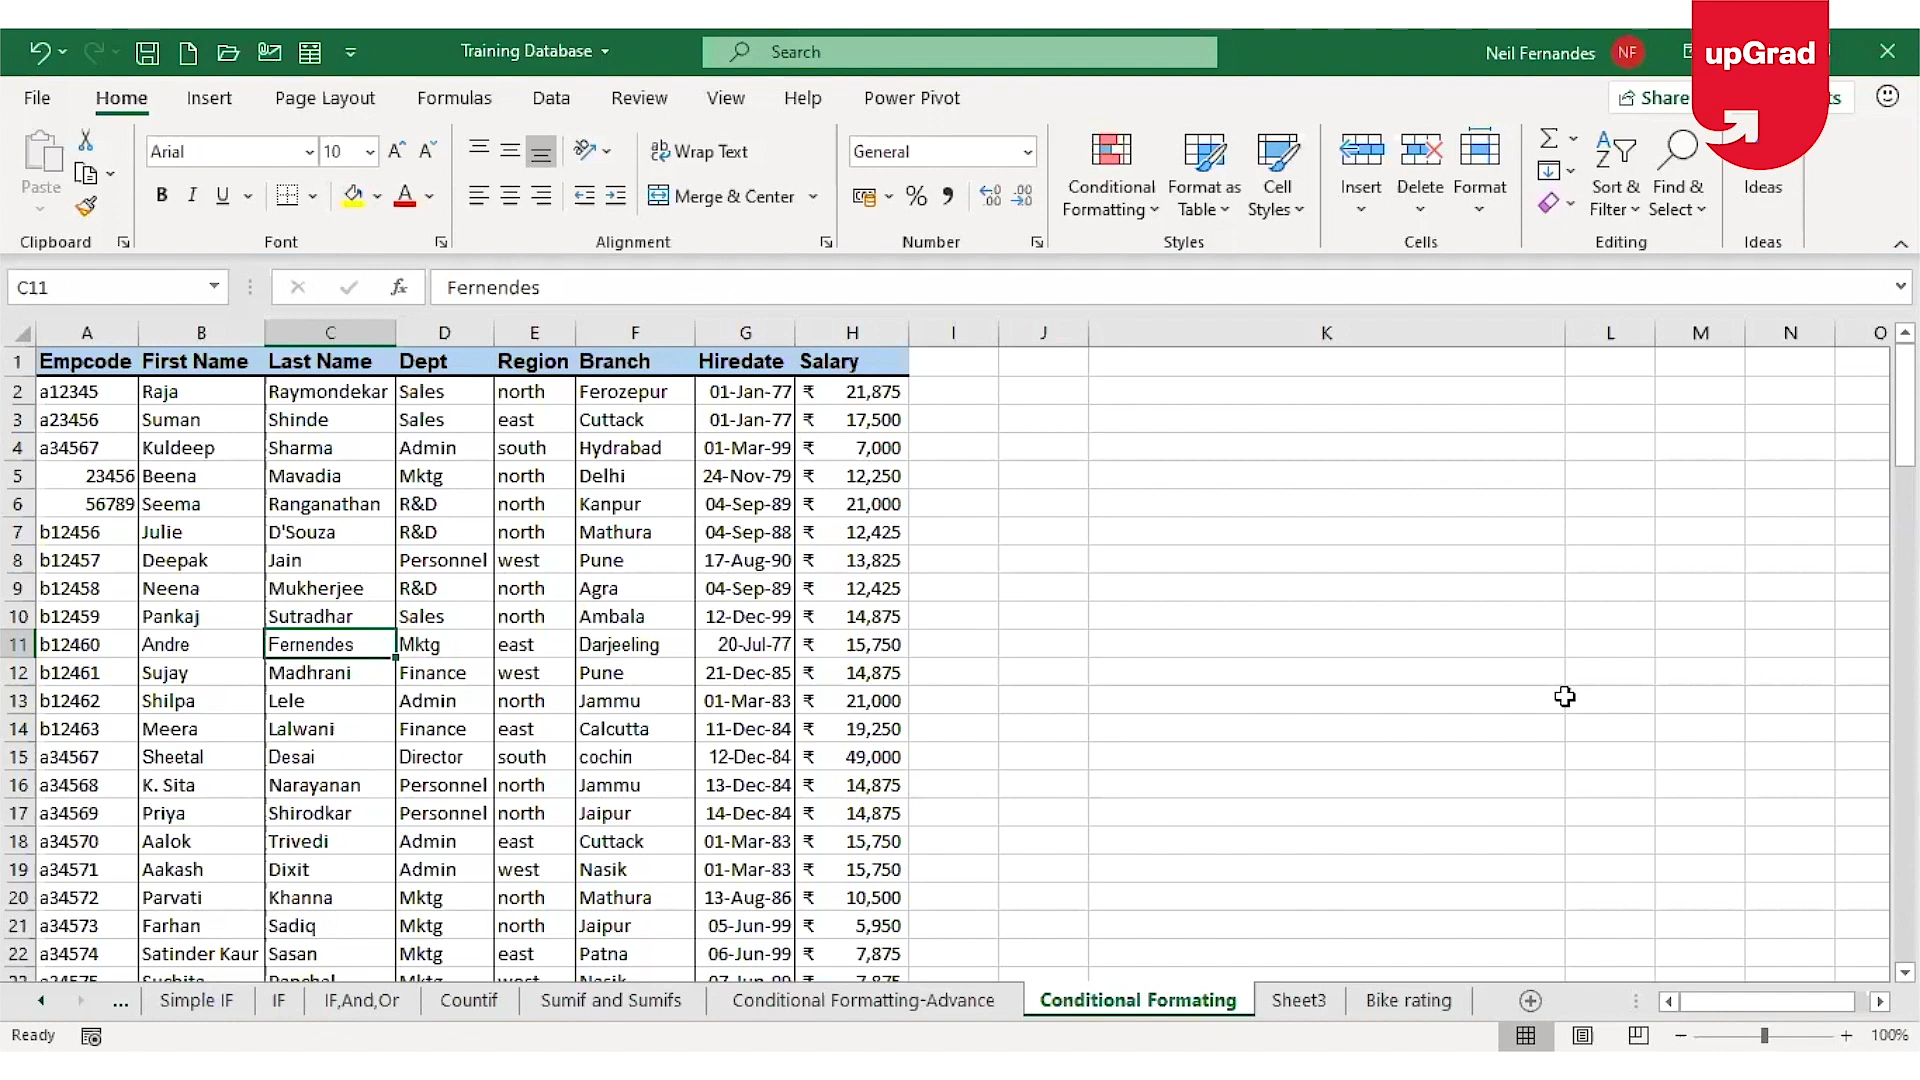 Training Database
Search
Neil Fernandes
NF
upGrad
File Home Insert Page Layout Formulas Data Review View Help Power Pivot
Share
Paste
Arial
10
B I U
Wrap Text
Merge & Center
General
Conditional Formatting
Format as Table
Cell Styles
Insert
Delete
Format
Sort & Filter
Find & Select
Ideas
Clipboard Font Alignment Number Styles Cells Editing Ideas
C11
fx
Fernendes
A B C D E F G H I J K L M N O
1 Empcode First Name Last Name Dept Region Branch Hiredate Salary
2 a12345 Raja Raymondekar Sales north Ferozepur 01-Jan-77 ₹ 21,875
3 a23456 Suman Shinde Sales east Cuttack 01-Jan-77 ₹ 17,500
4 a34567 Kuldeep Sharma Admin south Hydrabad 01-Mar-99 ₹ 7,000
5 23456 Beena Mavadia Mktg north Delhi 24-Nov-79 ₹ 12,250
6 56789 Seema Ranganathan R&D north Kanpur 04-Sep-89 ₹ 21,000
7 b12456 Julie D'Souza R&D north Mathura 04-Sep-88 ₹ 12,425
8 b12457 Deepak Jain Personnel west Pune 17-Aug-90 ₹ 13,825
9 b12458 Neena Mukherjee R&D north Agra 04-Sep-89 ₹ 12,425
10 b12459 Pankaj Sutradhar Sales north Ambala 12-Dec-99 ₹ 14,875
11 b12460 Andre Fernendes Mktg east Darjeeling 20-Jul-77 ₹ 15,750
12 b12461 Sujay Madhrani Finance west Pune 21-Dec-85 ₹ 14,875
13 b12462 Shilpa Lele Admin north Jammu 01-Mar-83 ₹ 21,000
14 b12463 Meera Lalwani Finance east Calcutta 11-Dec-84 ₹ 19,250
15 a34567 Sheetal Desai Director south cochin 12-Dec-84 ₹ 49,000
16 a34568 K. Sita Narayanan Personnel north Jammu 13-Dec-84 ₹ 14,875
17 a34569 Priya Shirodkar Personnel north Jaipur 14-Dec-84 ₹ 14,875
18 a34570 Aalok Trivedi Admin east Cuttack 01-Mar-83 ₹ 15,750
19 a34571 Aakash Dixit Admin west Nasik 01-Mar-83 ₹ 15,750
20 a34572 Parvati Khanna Mktg north Mathura 13-Aug-86 ₹ 10,500
21 a34573 Farhan Sadiq Mktg north Jaipur 05-Jun-99 ₹ 5,950
22 a34574 Satinder Kaur Sasan Mktg east Patna 06-Jun-99 ₹ 7,875
... Simple IF IF IF,And,Or Countif Sumif and Sumifs Conditional Formatting-Advance Conditional Formating Sheet3 Bike rating
Ready
100%